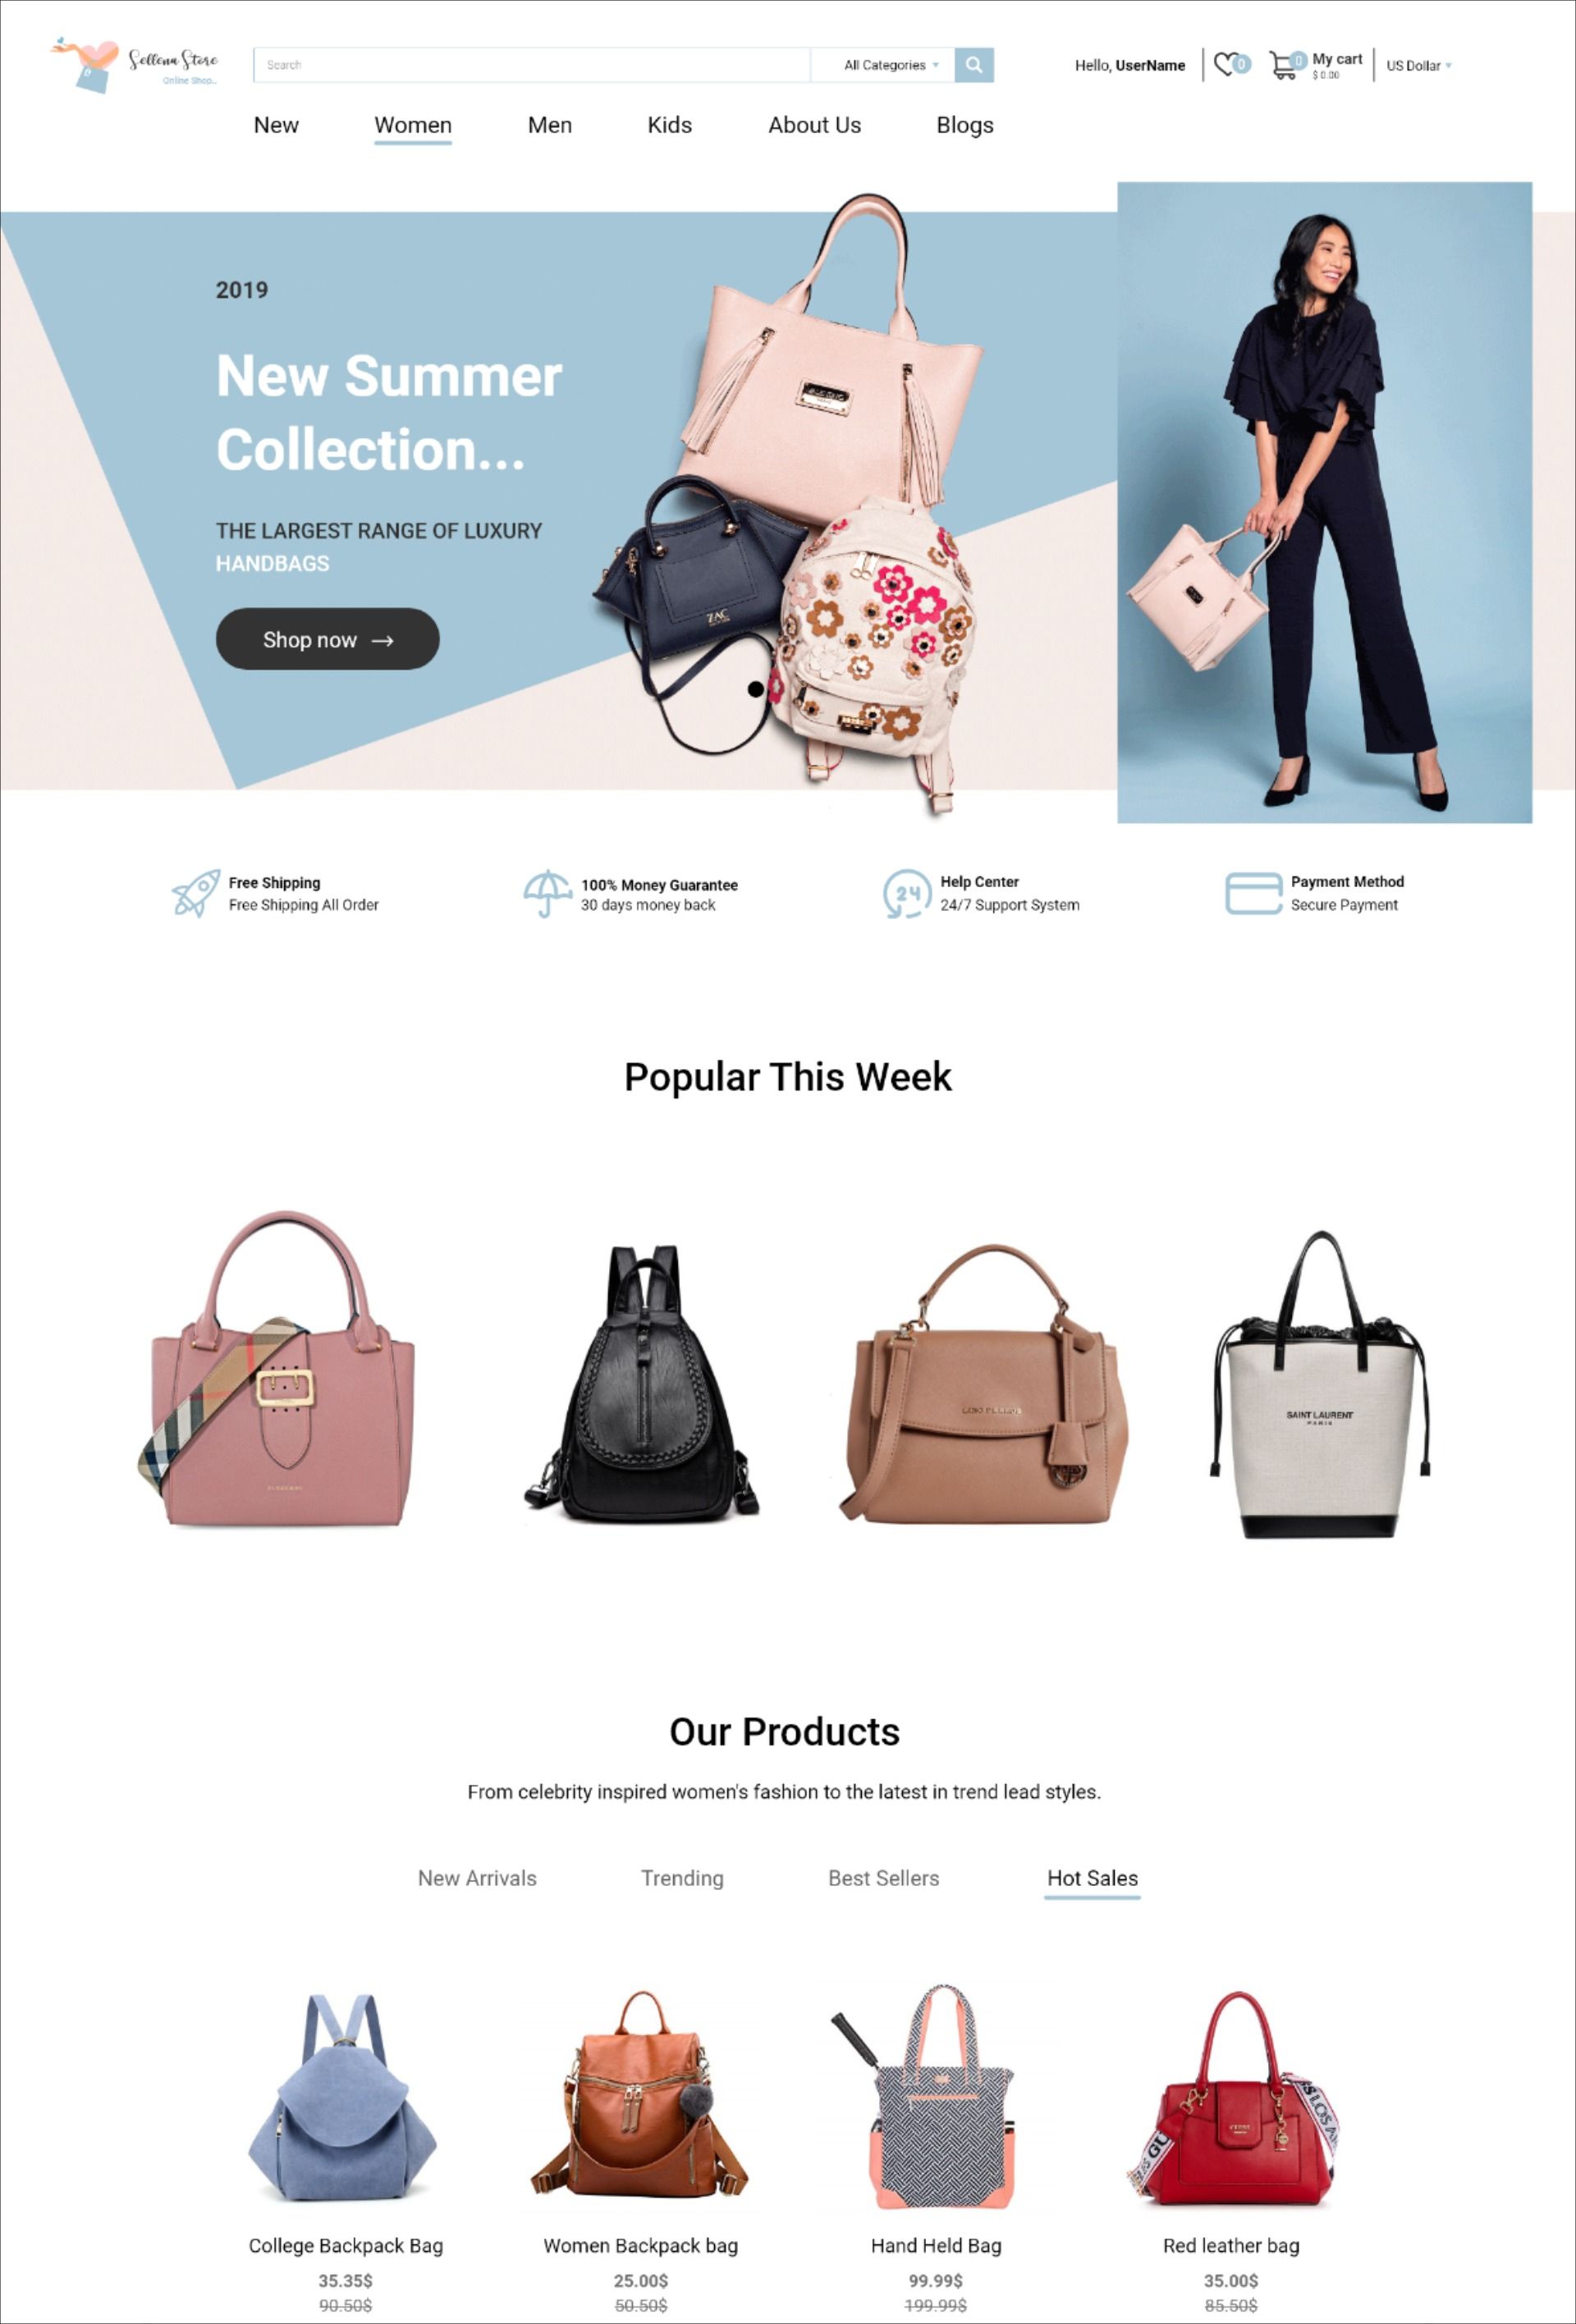 Sellena Store
Online Shop...
Search
All Categories
Hello, UserName
0
0
My cart
$ 0.00
US Dollar
New
Women
Men
Kids
About Us
Blogs
2019
New Summer
Collection...
THE LARGEST RANGE OF LUXURY
HANDBAGS
Shop now
ZAC
Free Shipping
Free Shipping All Order
100% Money Guarantee
30 days money back
24
Help Center
24/7 Support System
Payment Method
Secure Payment
Popular This Week
SAINT LAURENT
PARIS
Our Products
From celebrity inspired women's fashion to the latest in trend lead styles.
New Arrivals
Trending
Best Sellers
Hot Sales
College Backpack Bag
35.35$
90.50$
Women Backpack bag
25.00$
50.50$
Hand Held Bag
99.99$
199.99$
Red leather bag
35.00$
85.50$